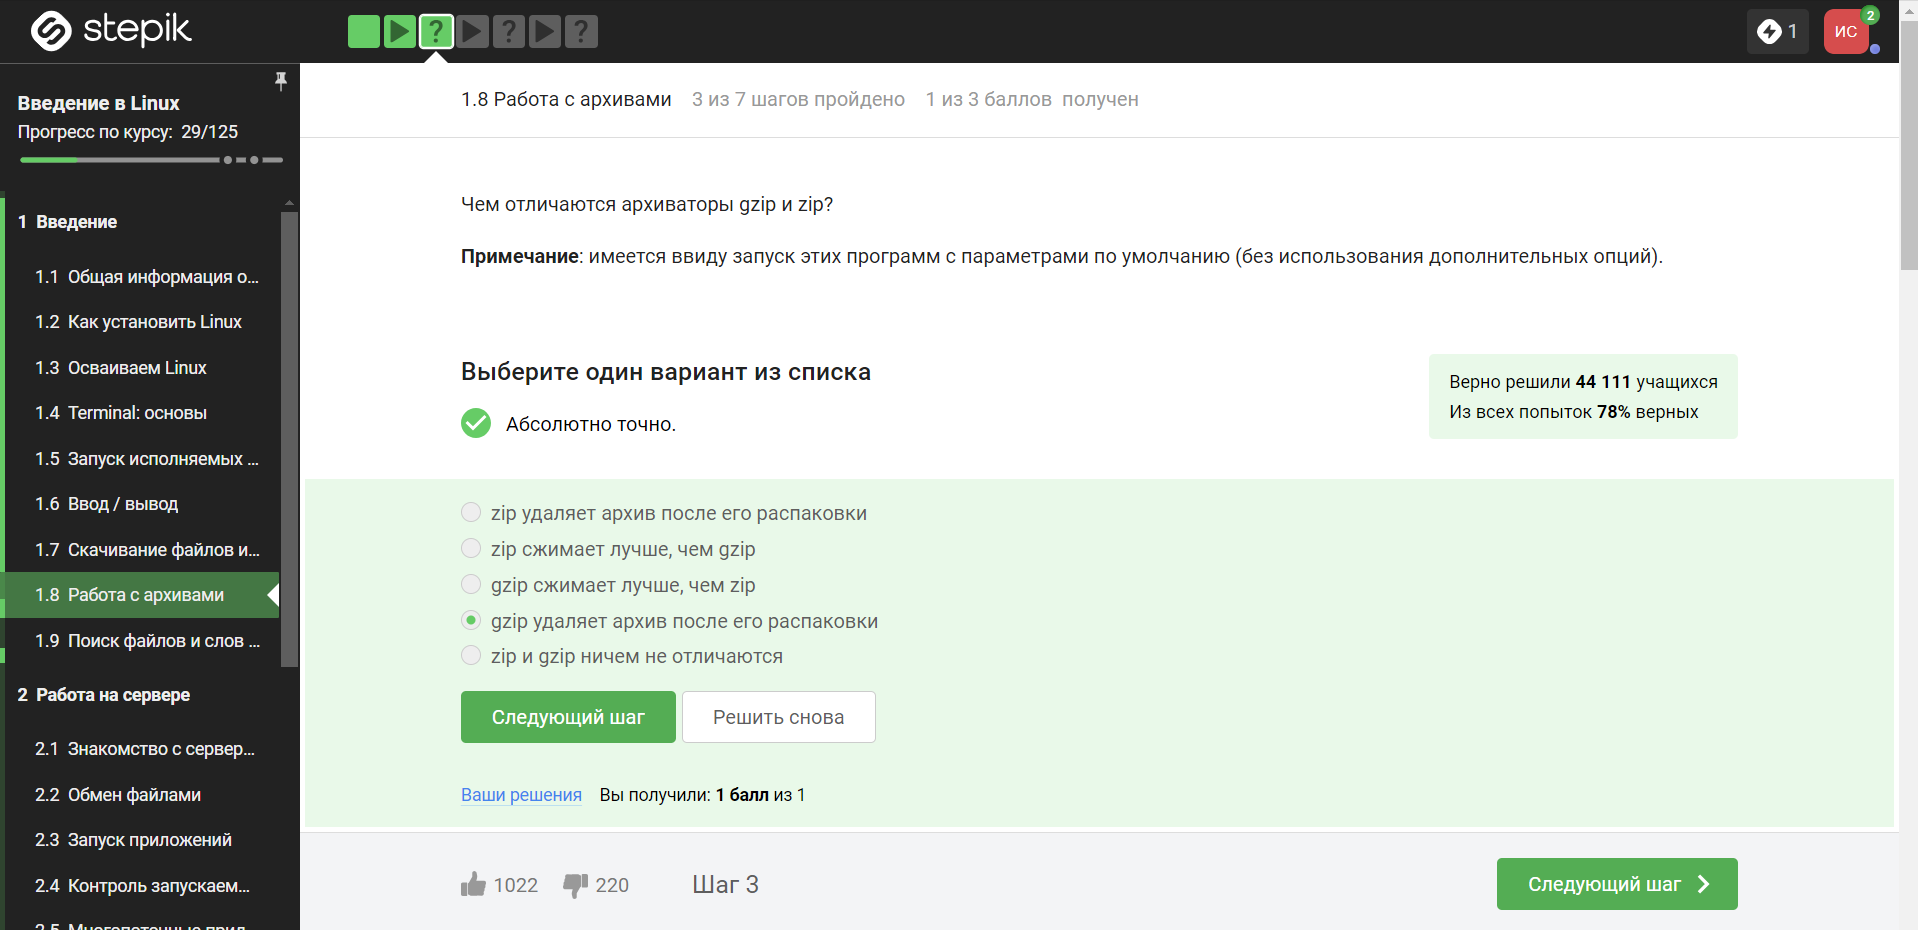 stepik
1
ИС
2
Введение в Linux
Прогресс по курсу: 29/125
1 Введение
1.1 Общая информация о...
1.2 Как установить Linux
1.3 Осваиваем Linux
1.4 Terminal: основы
1.5 Запуск исполняемых ...
1.6 Ввод / вывод
1.7 Скачивание файлов и...
1.8 Работа с архивами
1.9 Поиск файлов и слов ...
2 Работа на сервере
2.1 Знакомство с сервер...
2.2 Обмен файлами
2.3 Запуск приложений
2.4 Контроль запускаем...
2.5 Многопоточные прил...
1.8 Работа с архивами 3 из 7 шагов пройдено 1 из 3 баллов получен
Чем отличаются архиваторы gzip и zip?
Примечание: имеется ввиду запуск этих программ с параметрами по умолчанию (без использования дополнительных опций).
Выберите один вариант из списка
Абсолютно точно.
Верно решили 44 111 учащихся
Из всех попыток 78% верных
zip удаляет архив после его распаковки
zip сжимает лучше, чем gzip
gzip сжимает лучше, чем zip
gzip удаляет архив после его распаковки
zip и gzip ничем не отличаются
Следующий шаг
Решить снова
Ваши решения Вы получили: 1 балл из 1
1022 220 Шаг 3
Следующий шаг